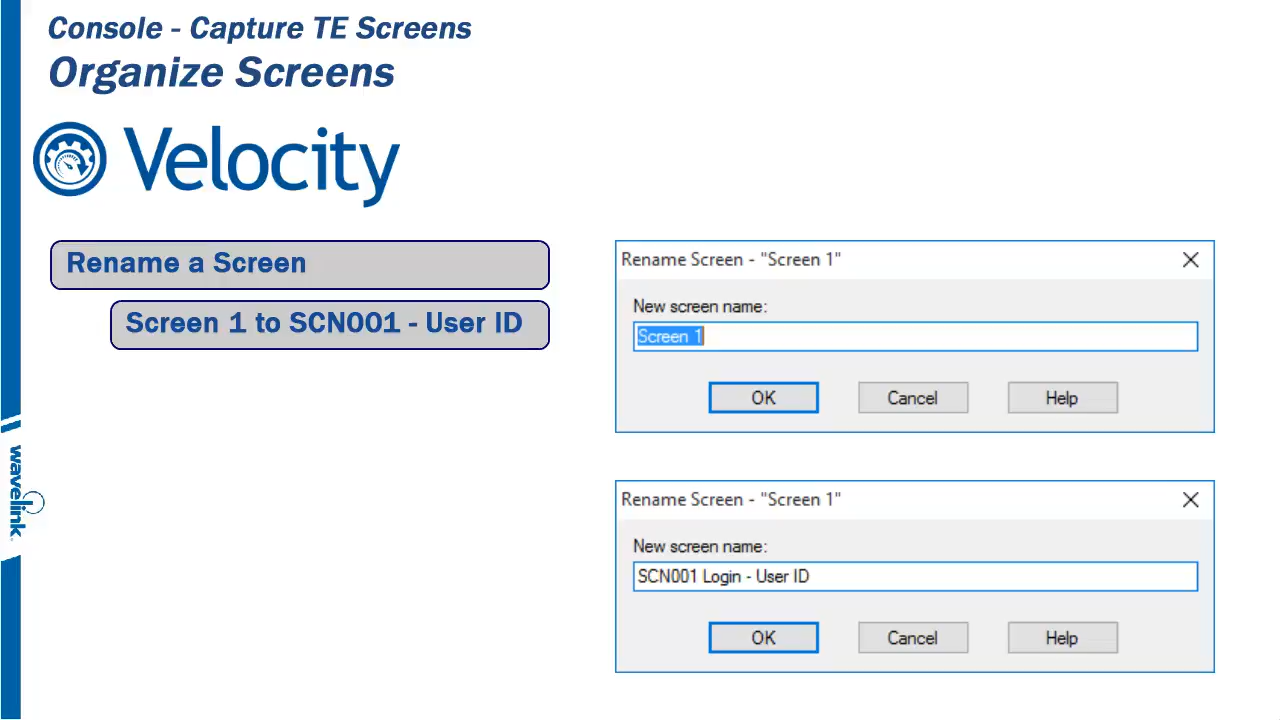 Console - Capture TE Screens
Organize Screens
Velocity
Rename a Screen
Screen 1 to SCN001 - User ID
Rename Screen - "Screen 1"
New screen name:
Screen 1
OK Cancel Help
Rename Screen - "Screen 1"
New screen name:
SCN001 Login - User ID
OK Cancel Help
wavelink